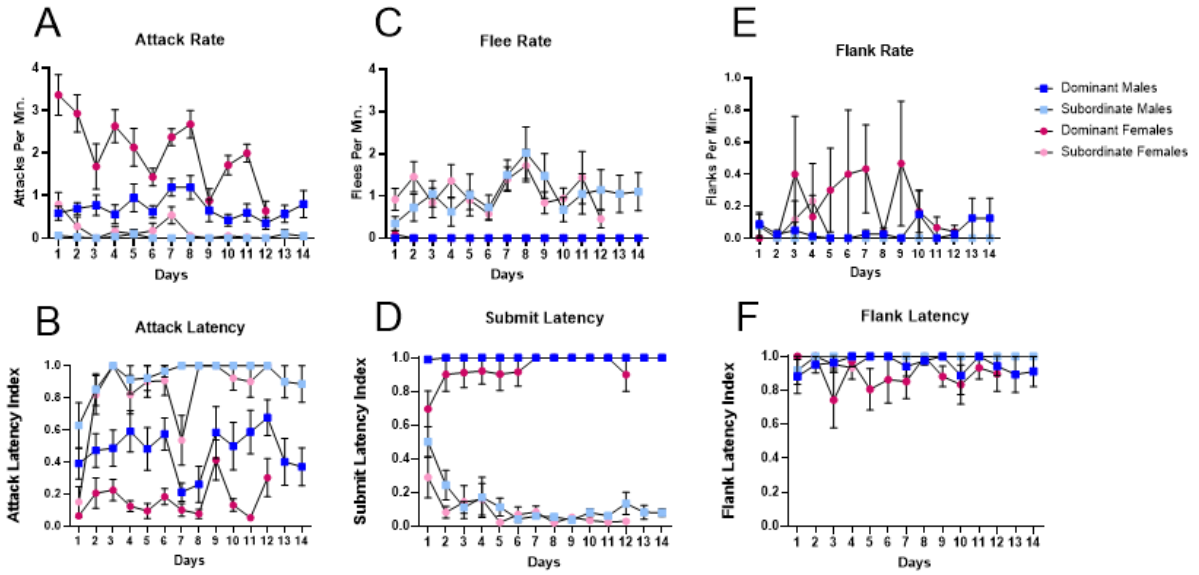 A
Attack Rate
Attacks Per Min.
4
3
2
1
0
1 2 3 4 5 6 7 8 9 10 11 12 13 14
Days
C
Flee Rate
Flees Per Min.
4
3
2
1
0
1 2 3 4 5 6 7 8 9 10 11 12 13 14
Days
E
Flank Rate
Flanks Per Min.
1.0
0.8
0.6
0.4
0.2
0.0
1 2 3 4 5 6 7 8 9 10 11 12 13 14
Days
Dominant Males
Subordinate Males
Dominant Females
Subordinate Females
B
Attack Latency
Attack Latency Index
1.0
0.8
0.6
0.4
0.2
0.0
1 2 3 4 5 6 7 8 9 10 11 12 13 14
Days
D
Submit Latency
Submit Latency Index
1.0
0.8
0.6
0.4
0.2
0.0
1 2 3 4 5 6 7 8 9 10 11 12 13 14
Days
F
Flank Latency
Flank Latency Index
1.0
0.8
0.6
0.4
0.2
0.0
1 2 3 4 5 6 7 8 9 10 11 12 13 14
Days